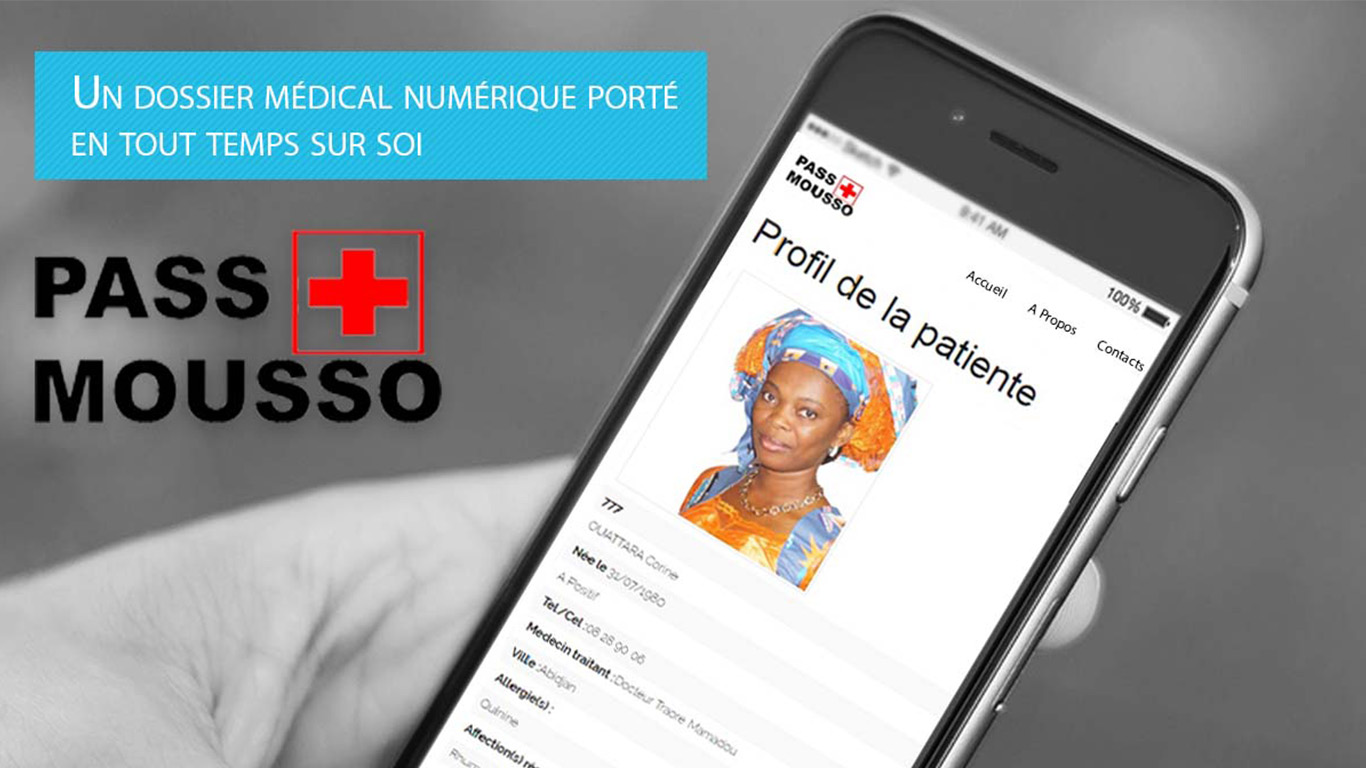 UN DOSSIER MÉDICAL NUMÉRIQUE PORTÉ
EN TOUT TEMPS SUR SOI
PASS
MOUSSO
Sketch
9:41 AM
100%
PASS
MOUSSO
Accueil
A Propos
Contacts
Profil de la patiente
777
OUATTARA Corine
Née le 31/07/1980
A Positif
Tel./Cel :08 28 90 06
Medecin traitant :Docteur Traore Mamadou
Ville :Abidjan
Allergie(s) :
Quinine
Affection(s)